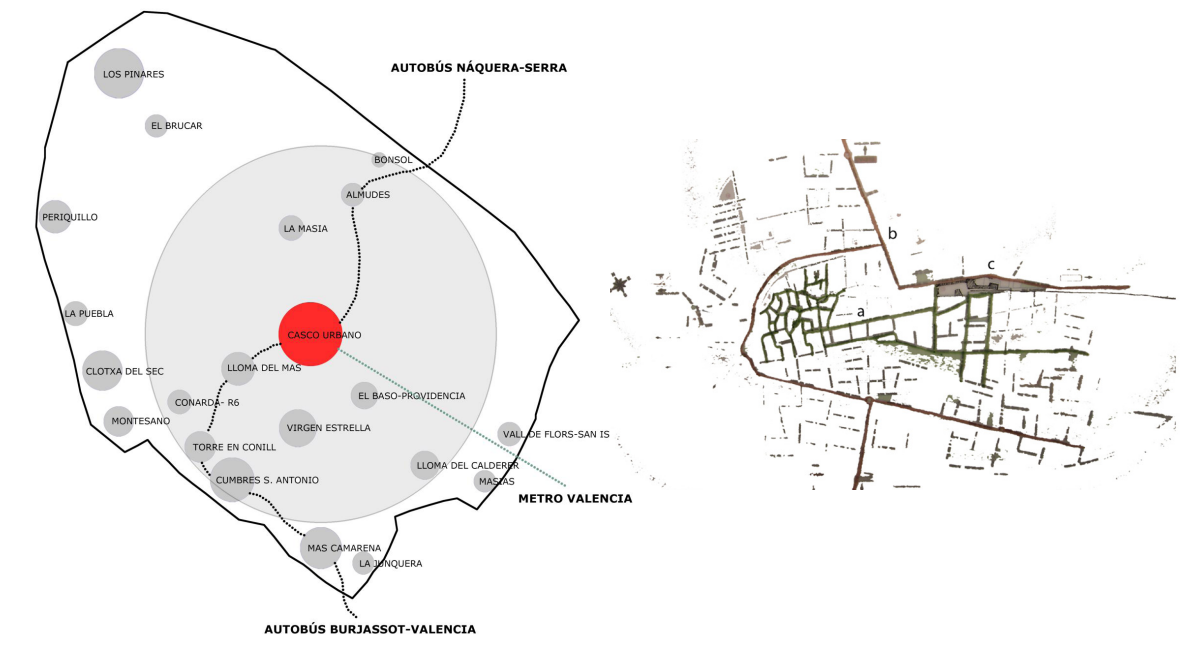 AUTOBÚS NÁQUERA-SERRA
LOS PINARES
EL BRUCAR
BONSOL
ALMUDES
PERIQUILLO
LA MASIA
LA PUEBLA
CASCO URBANO
CLOTXA DEL SEC
LLOMA DEL MAS
CONARDA- R6
EL BASO-PROVIDENCIA
MONTESANO
VIRGEN ESTRELLA
VALL DE FLORS-SAN IS
TORRE EN CONILL
LLOMA DEL CALDERER
CUMBRES S. ANTONIO
MASIAS
METRO VALENCIA
MAS CAMARENA
LA JUNQUERA
AUTOBÚS BURJASSOT-VALENCIA
b
c
a